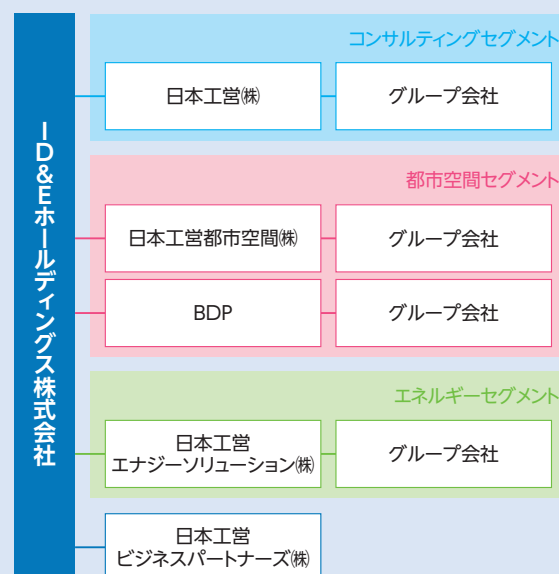 ID&Eホールディングス株式会社
コンサルティングセグメント
日本工営㈱
グループ会社
都市空間セグメント
日本工営都市空間㈱
グループ会社
BDP
グループ会社
エネルギーセグメント
日本工営
エナジーソリューション㈱
グループ会社
日本工営
ビジネスパートナーズ㈱